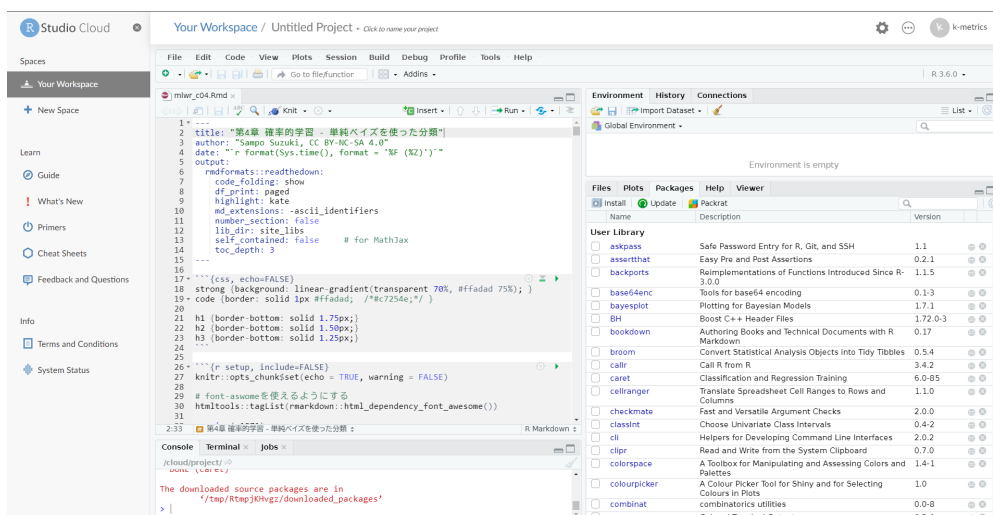 R Studio Cloud
Your Workspace / Untitled Project • Click to name your project
k-metrics
Spaces
Your Workspace
New Space
Learn
Guide
What's New
Primers
Cheat Sheets
Feedback and Questions
Info
Terms and Conditions
System Status
File Edit Code View Plots Session Build Debug Profile Tools Help
Go to file/function Addins
R 3.6.0
mlwr_c04.Rmd
Knit Insert Run
1 ---
2 title: "第4章 確率的学習 - 単純ベイズを使った分類"
3 author: "Sampo Suzuki, CC BY-NC-SA 4.0"
4 date: "`r format(Sys.time(), format = '%F (%Z)')`"
5 output:
6 rmdformats::readthedown:
7 code_folding: show
8 df_print: paged
9 highlight: kate
10 md_extensions: -ascii_identifiers
11 number_section: false
12 lib_dir: site_libs
13 self_contained: false # for MathJax
14 toc_depth: 3
15 ---
16
17 ```{css, echo=FALSE}
18 strong {background: linear-gradient(transparent 70%, #ffadad 75%); }
19 code {border: solid 1px #ffadad; /*#c7254e;*/ }
20
21 h1 {border-bottom: solid 1.75px;}
22 h2 {border-bottom: solid 1.50px;}
23 h3 {border-bottom: solid 1.25px;}
24 ```
25
26 ```{r setup, include=FALSE}
27 knitr::opts_chunk$set(echo = TRUE, warning = FALSE)
28
29 # font-aswomeを使えるようにする
30 htmltools::tagList(rmarkdown::html_dependency_font_awesome())
31
2:33 第4章 確率的学習 - 単純ベイズを使った分類 R Markdown
Console Terminal Jobs
/cloud/project/
DONE (caret)
The downloaded source packages are in
‘/tmp/RtmpjKHvgz/downloaded_packages’
>
Environment History Connections
Import Dataset List
Global Environment
Environment is empty
Files Plots Packages Help Viewer
Install Update Packrat
Name Description Version
User Library
askpass Safe Password Entry for R, Git, and SSH 1.1
assertthat Easy Pre and Post Assertions 0.2.1
backports Reimplementations of Functions Introduced Since R- 1.1.5
3.0.0
base64enc Tools for base64 encoding 0.1-3
bayesplot Plotting for Bayesian Models 1.7.1
BH Boost C++ Header Files 1.72.0-3
bookdown Authoring Books and Technical Documents with R 0.17
Markdown
broom Convert Statistical Analysis Objects into Tidy Tibbles 0.5.4
callr Call R from R 3.4.2
caret Classification and Regression Training 6.0-85
cellranger Translate Spreadsheet Cell Ranges to Rows and 1.1.0
Columns
checkmate Fast and Versatile Argument Checks 2.0.0
classInt Choose Univariate Class Intervals 0.4-2
cli Helpers for Developing Command Line Interfaces 2.0.2
clipr Read and Write from the System Clipboard 0.7.0
colorspace A Toolbox for Manipulating and Assessing Colors and 1.4-1
Palettes
colourpicker A Colour Picker Tool for Shiny and for Selecting 1.0
Colours in Plots
combinat combinatorics utilities 0.0-8